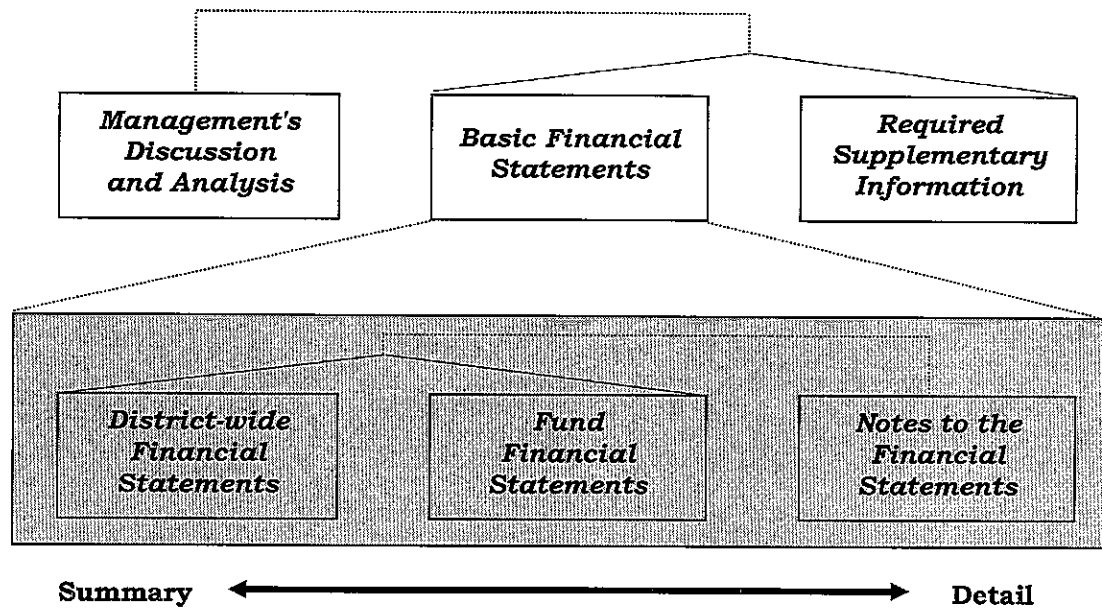 Management's
Discussion
and Analysis
Basic Financial
Statements
Required
Supplementary
Information
District-wide
Financial
Statements
Fund
Financial
Statements
Notes to the
Financial
Statements
Summary
Detail